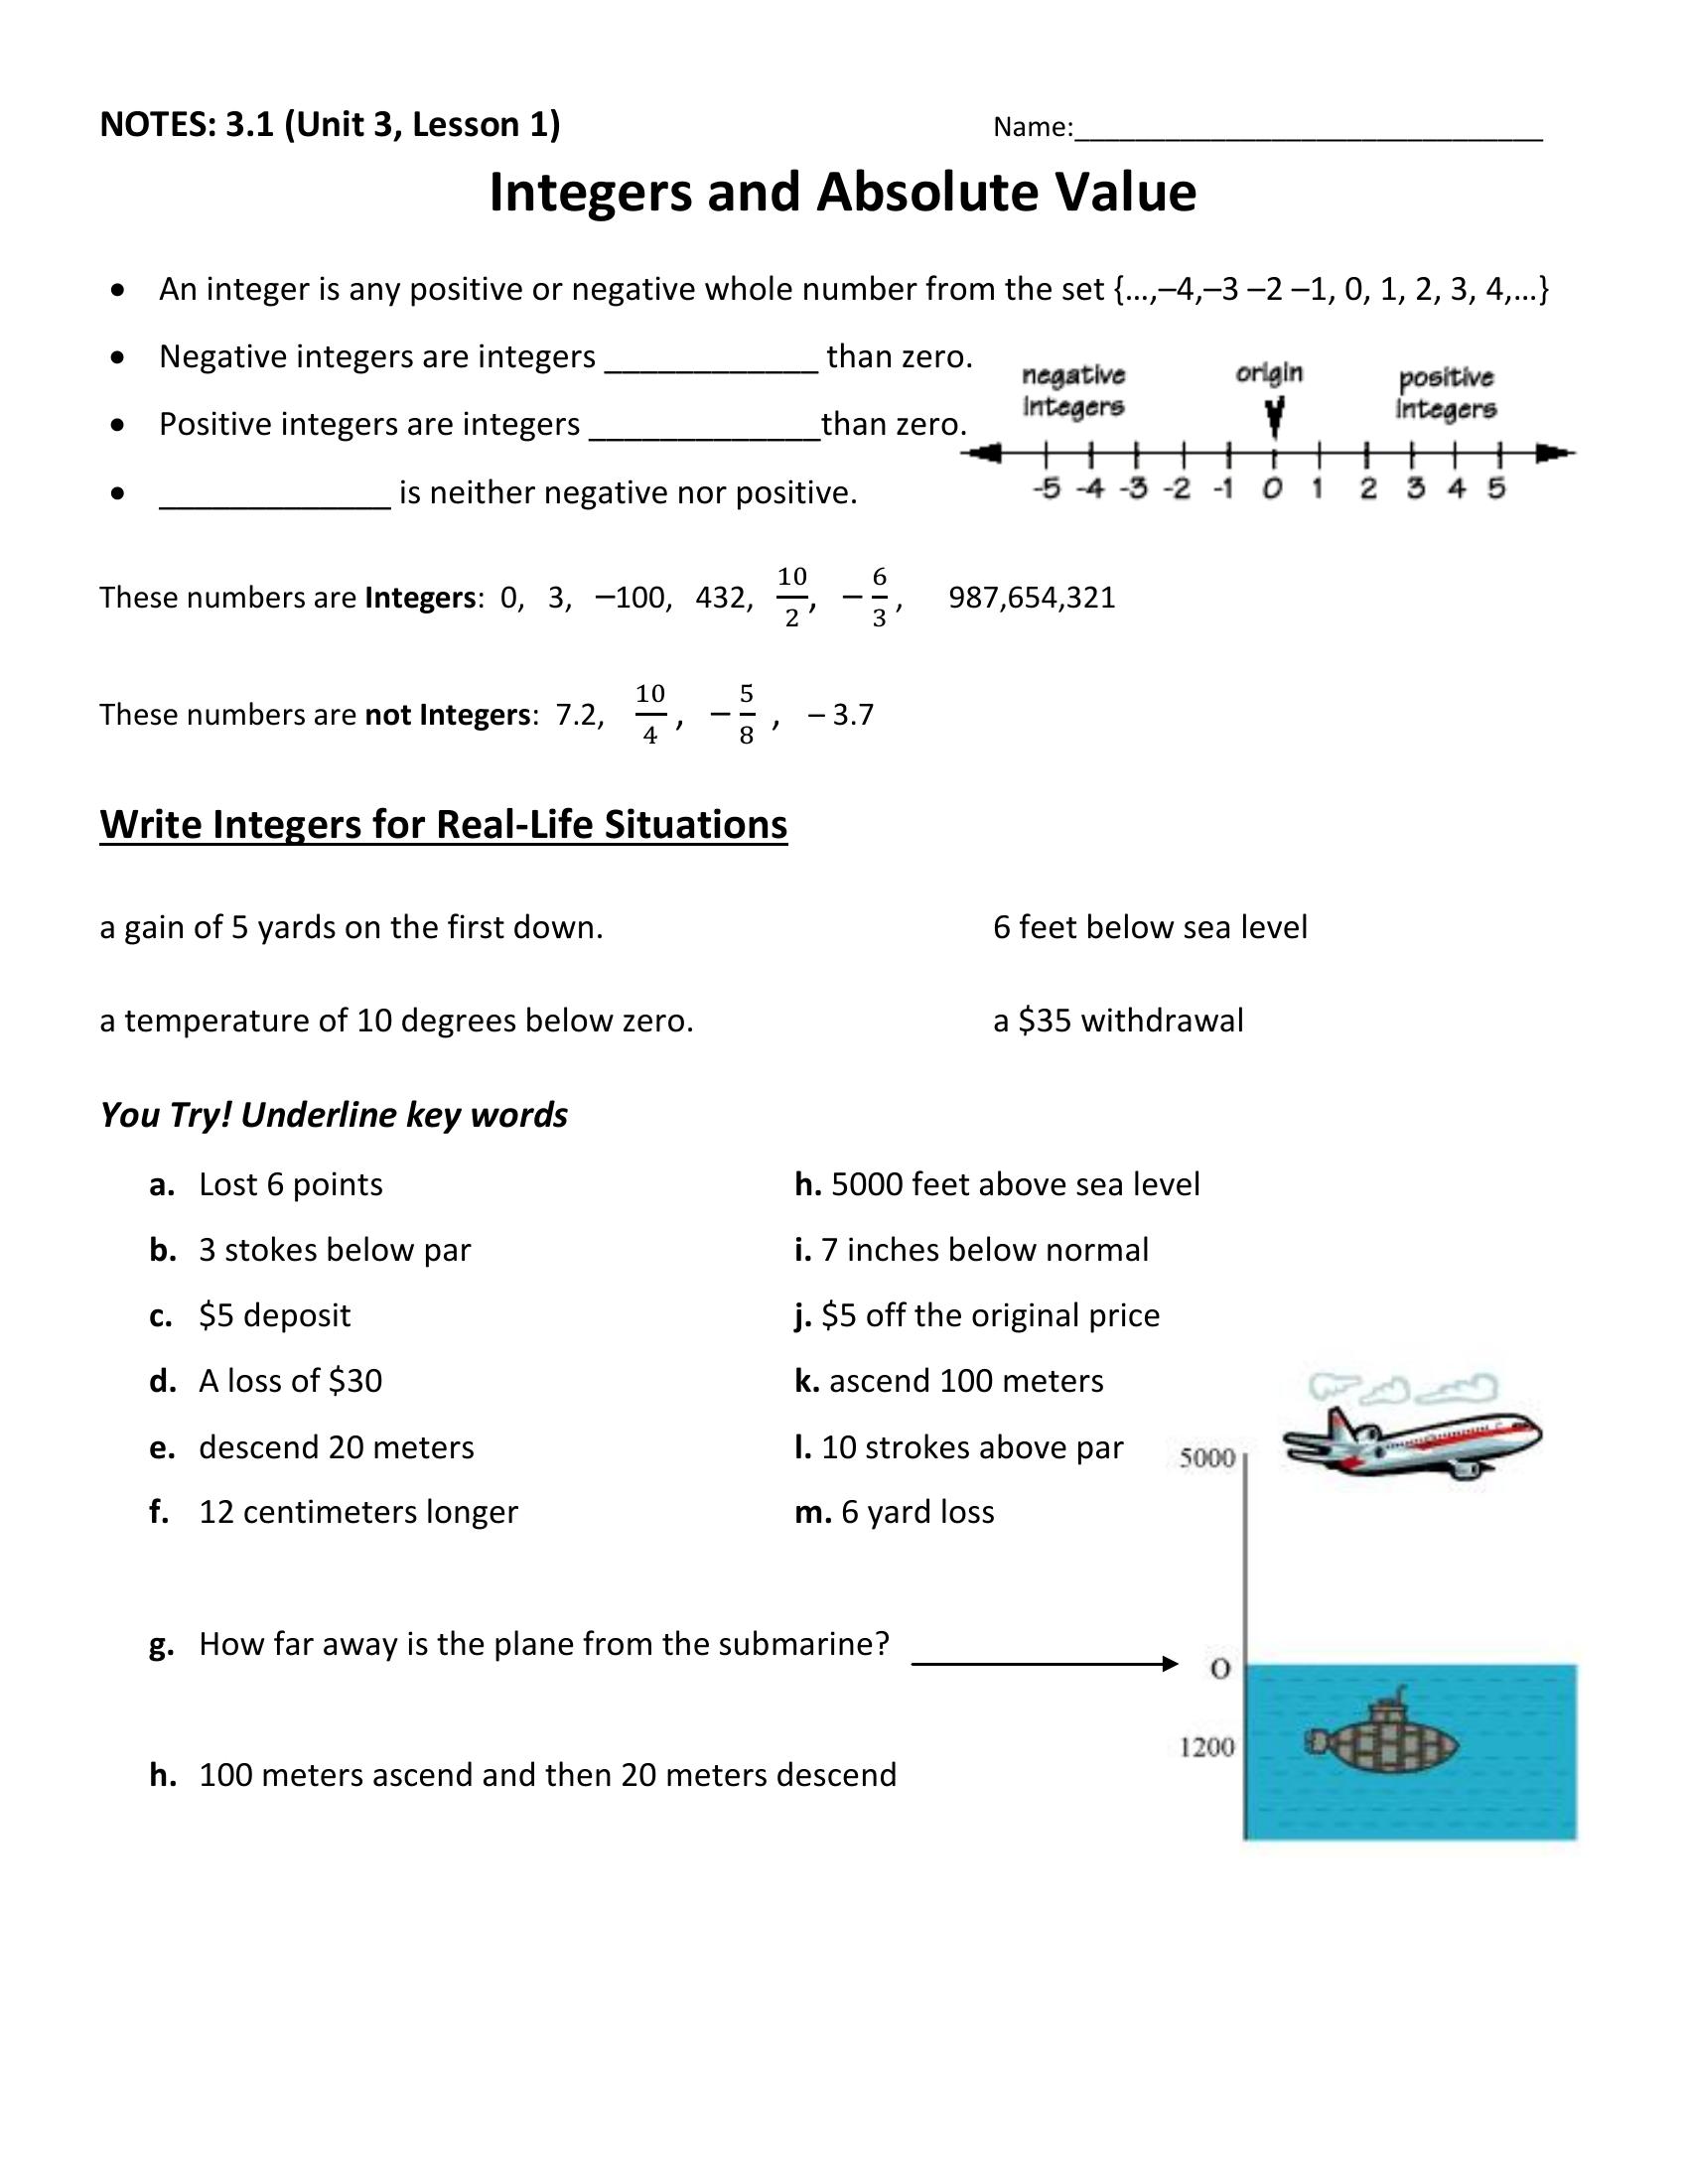 NOTES: 3.1 (Unit 3, Lesson 1) Name:_______________________________
Integers and Absolute Value
• An integer is any positive or negative whole number from the set {…,–4,–3 –2 –1, 0, 1, 2, 3, 4,…}
• Negative integers are integers ____________ than zero.
• Positive integers are integers _____________than zero.
• _____________ is neither negative nor positive.
negative integers origin positive integers
-5 -4 -3 -2 -1 0 1 2 3 4 5
These numbers are Integers: 0, 3, –100, 432, 10/2, – 6/3, 987,654,321
These numbers are not Integers: 7.2, 10/4, – 5/8, – 3.7
Write Integers for Real-Life Situations
a gain of 5 yards on the first down. 6 feet below sea level
a temperature of 10 degrees below zero. a $35 withdrawal
You Try! Underline key words
a. Lost 6 points h. 5000 feet above sea level
b. 3 stokes below par i. 7 inches below normal
c. $5 deposit j. $5 off the original price
d. A loss of $30 k. ascend 100 meters
e. descend 20 meters l. 10 strokes above par
f. 12 centimeters longer m. 6 yard loss
g. How far away is the plane from the submarine?
h. 100 meters ascend and then 20 meters descend
5000
O
1200